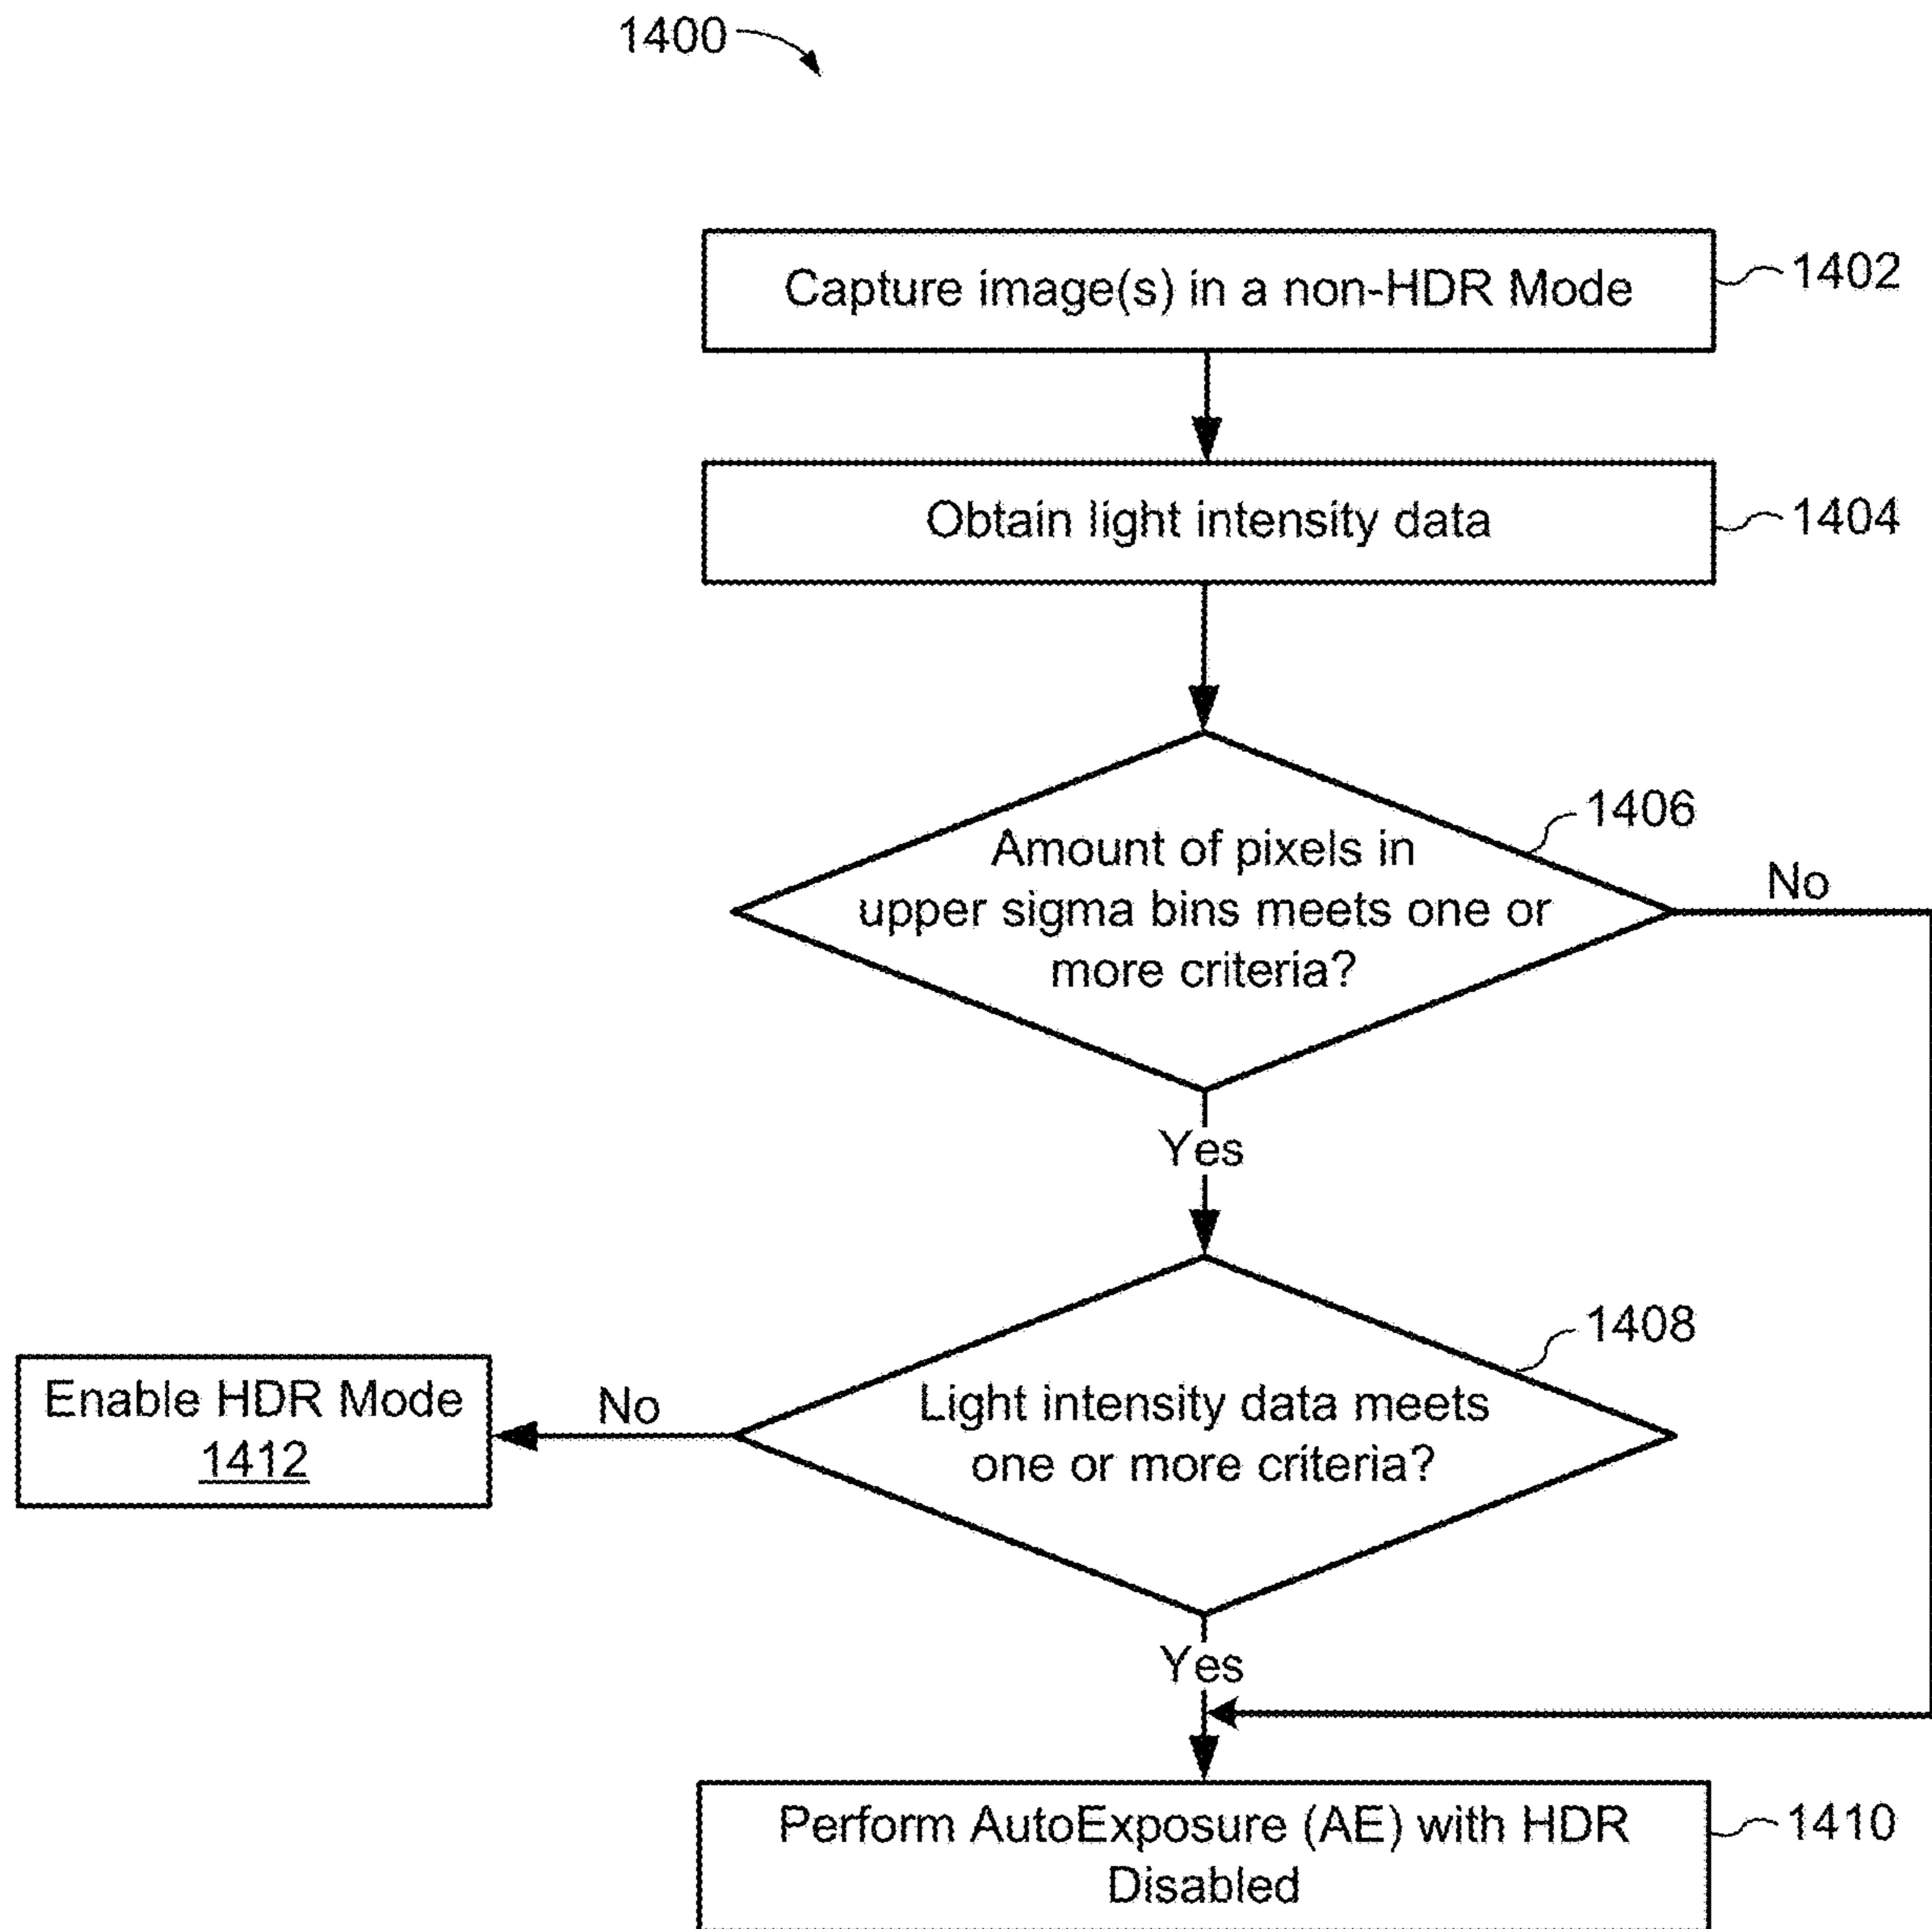 1400
Capture image(s) in a non-HDR Mode
1402
Obtain light intensity data
1404
1406
Amount of pixels in
upper sigma bins meets one or
more criteria?
No
Yes
1408
Light intensity data meets
one or more criteria?
No
Enable HDR Mode
1412
Yes
Perform AutoExposure (AE) with HDR
Disabled
1410